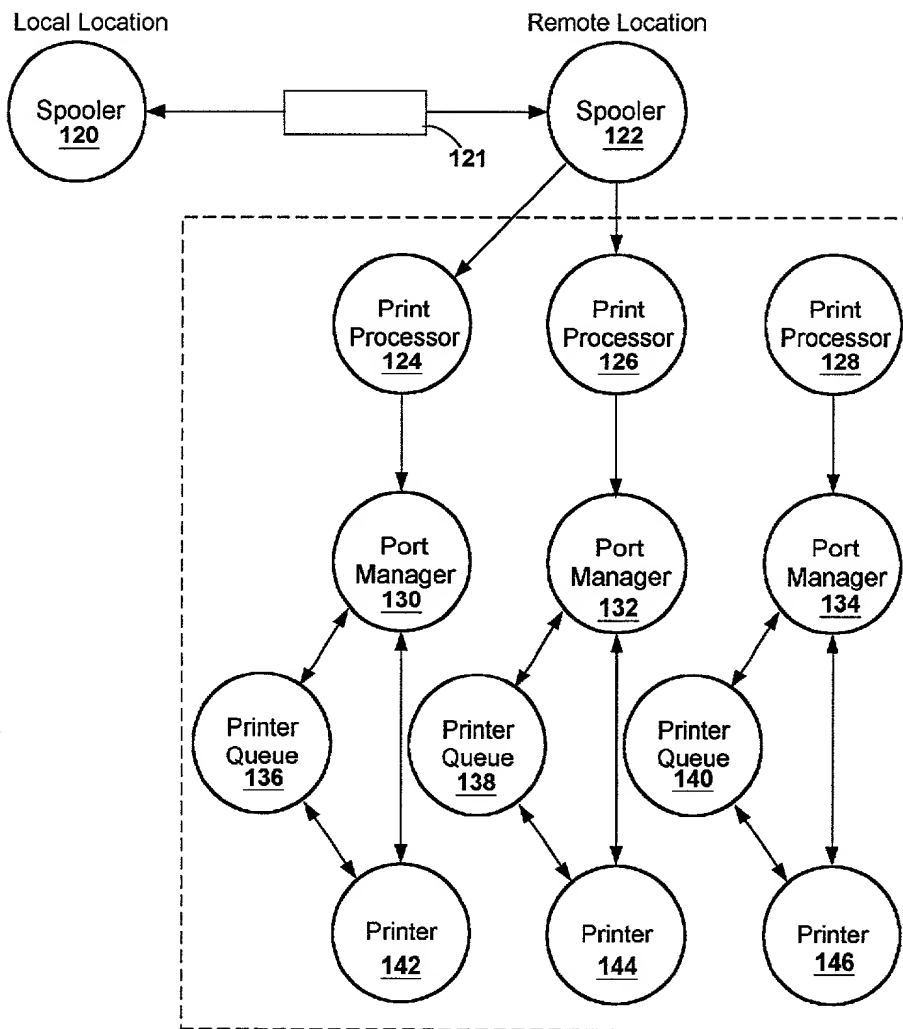 Local Location
Remote Location
Spooler
120
121
Spooler
122
Print
Processor
124
Print
Processor
126
Print
Processor
128
Port
Manager
130
Port
Manager
132
Port
Manager
134
Printer
Queue
136
Printer
Queue
138
Printer
Queue
140
Printer
142
Printer
144
Printer
146